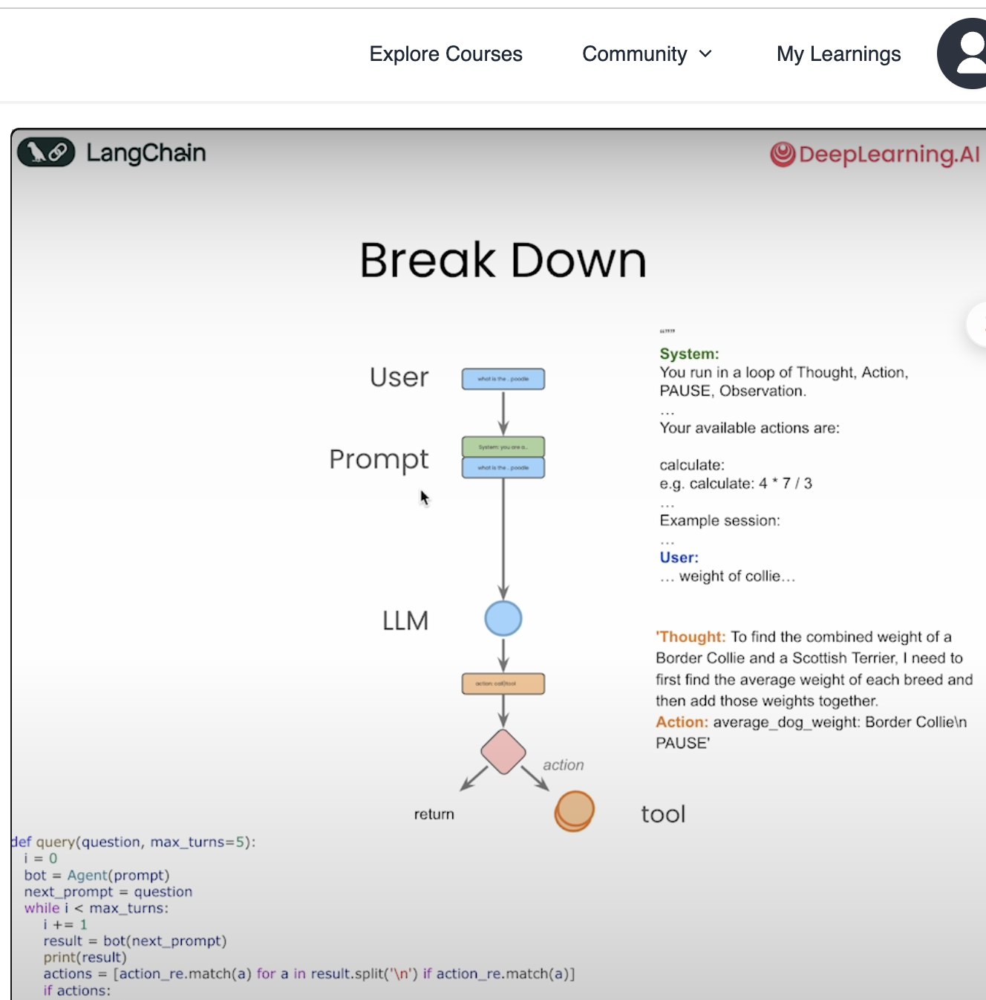 Explore Courses
Community
My Learnings
LangChain
DeepLearning.AI
Break Down
User
what is the .. poodle
Prompt
System: you are a...
what is the .. poodle
LLM
action: call)tool
action
return
tool
“””
System:
You run in a loop of Thought, Action,
PAUSE, Observation.
...
Your available actions are:
calculate:
e.g. calculate: 4 * 7 / 3
...
Example session:
...
User:
... weight of collie...
'Thought: To find the combined weight of a
Border Collie and a Scottish Terrier, I need to
first find the average weight of each breed and
then add those weights together.
Action: average_dog_weight: Border Collie\n
PAUSE'
def query(question, max_turns=5):
i = 0
bot = Agent(prompt)
next_prompt = question
while i < max_turns:
i += 1
result = bot(next_prompt)
print(result)
actions = [action_re.match(a) for a in result.split('\n') if action_re.match(a)]
if actions: